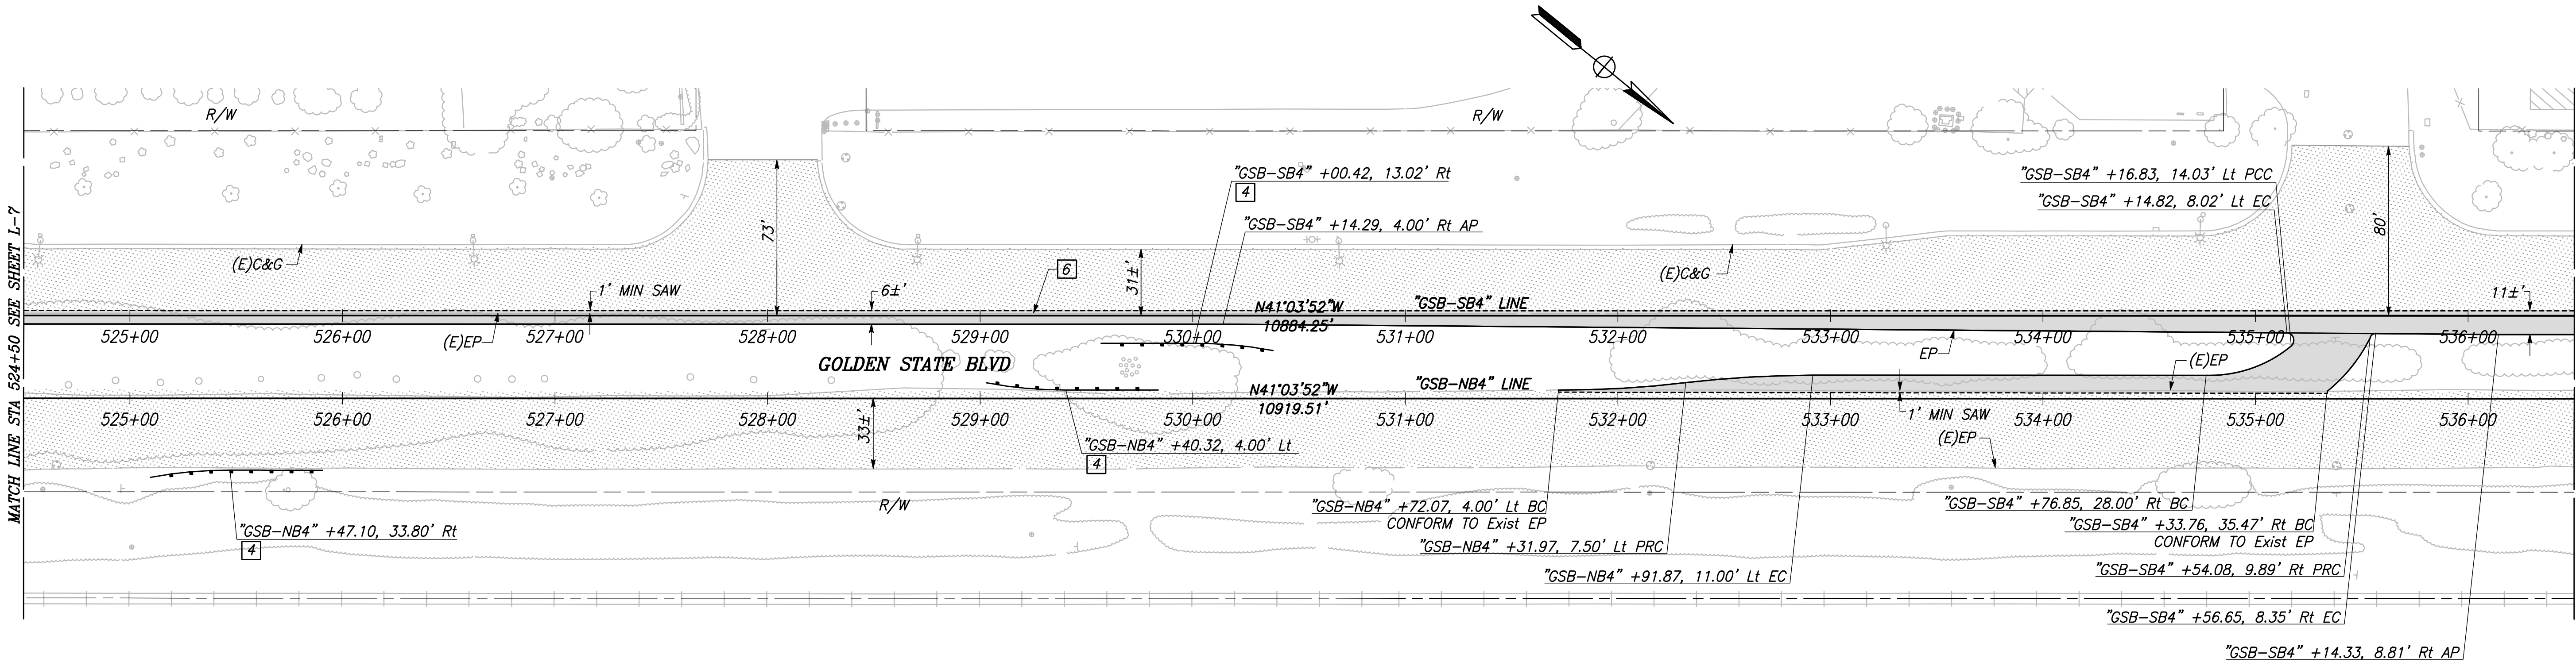 MATCH LINE STA 524+50 SEE SHEET L-7
R/W
R/W
"GSB-SB4" +00.42, 13.02' Rt
4
"GSB-SB4" +14.29, 4.00' Rt AP
"GSB-SB4" +16.83, 14.03' Lt PCC
"GSB-SB4" +14.82, 8.02' Lt EC
73'
80'
(E)C&G
(E)C&G
6
31±'
1' MIN SAW
6±'
11±'
N41°03'52"W
"GSB-SB4" LINE
10884.25'
525+00
526+00
(E)EP
527+00
528+00
529+00
530+00
531+00
532+00
533+00
534+00
535+00
536+00
EP
GOLDEN STATE BLVD
(E)EP
N41°03'52"W
"GSB-NB4" LINE
10919.51'
525+00
526+00
527+00
528+00
529+00
530+00
531+00
532+00
533+00
534+00
535+00
536+00
1' MIN SAW
33±'
(E)EP
"GSB-NB4" +40.32, 4.00' Lt
4
R/W
"GSB-NB4" +47.10, 33.80' Rt
4
"GSB-NB4" +72.07, 4.00' Lt BC
CONFORM TO Exist EP
"GSB-NB4" +31.97, 7.50' Lt PRC
"GSB-NB4" +91.87, 11.00' Lt EC
"GSB-SB4" +76.85, 28.00' Rt BC
"GSB-SB4" +33.76, 35.47' Rt BC
CONFORM TO Exist EP
"GSB-SB4" +54.08, 9.89' Rt PRC
"GSB-SB4" +56.65, 8.35' Rt EC
"GSB-SB4" +14.33, 8.81' Rt AP